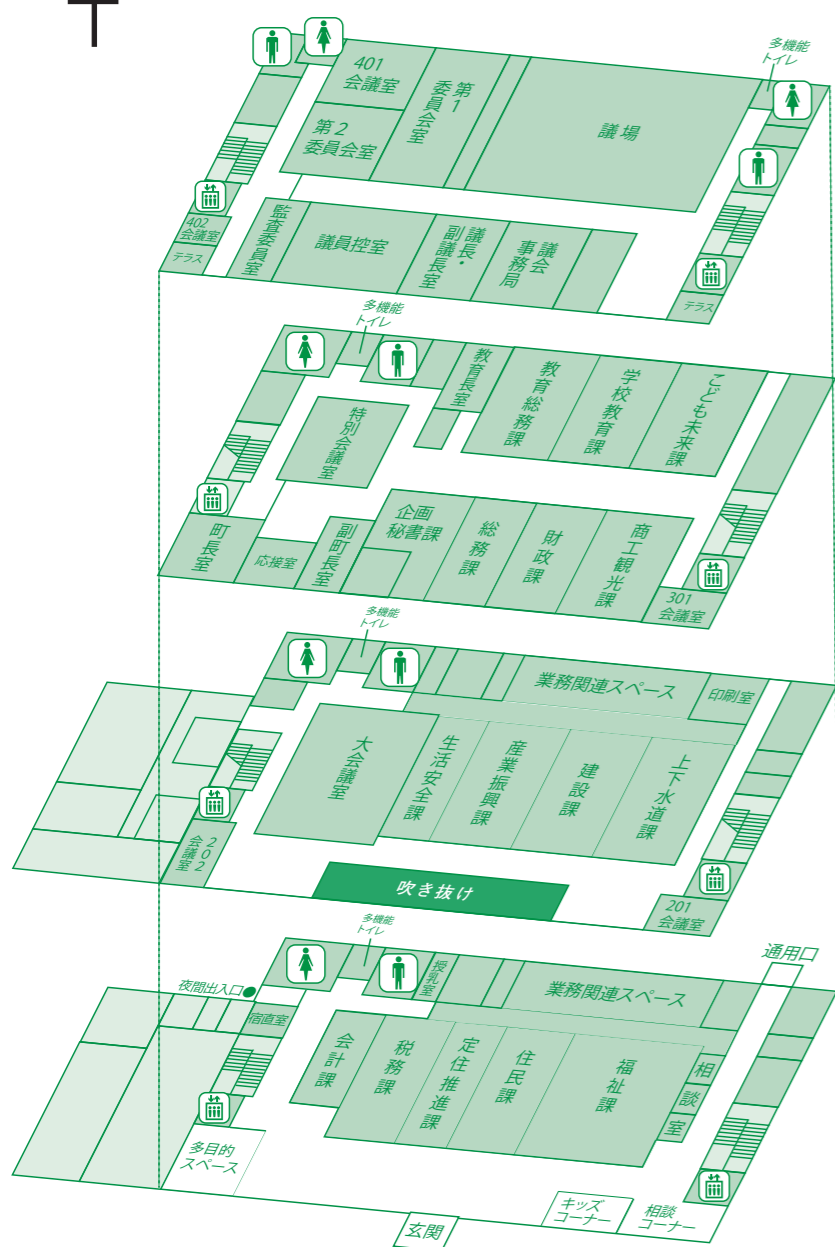 401
会議室
第2
委員会室
第1
委員会室
議場
多機能
トイレ
402
会議室
テラス
監査委員室
議員控室
議長・
副議長室
議会
事務局
テラス
多機能
トイレ
教育長室
教育総務課
学校教育課
こども未来課
特別会議室
町長室
応接室
副町長室
企画
秘書課
総務課
財政課
商工観光課
301
会議室
多機能
トイレ
業務関連スペース
印刷室
大会議室
生活安全課
産業振興課
建設課
上下水道課
202
会議室
吹き抜け
201
会議室
多機能
トイレ
授乳室
業務関連スペース
通用口
夜間出入口
宿直室
会計課
税務課
定住推進課
住民課
福祉課
相談室
多目的
スペース
玄関
キッズ
コーナー
相談
コーナー